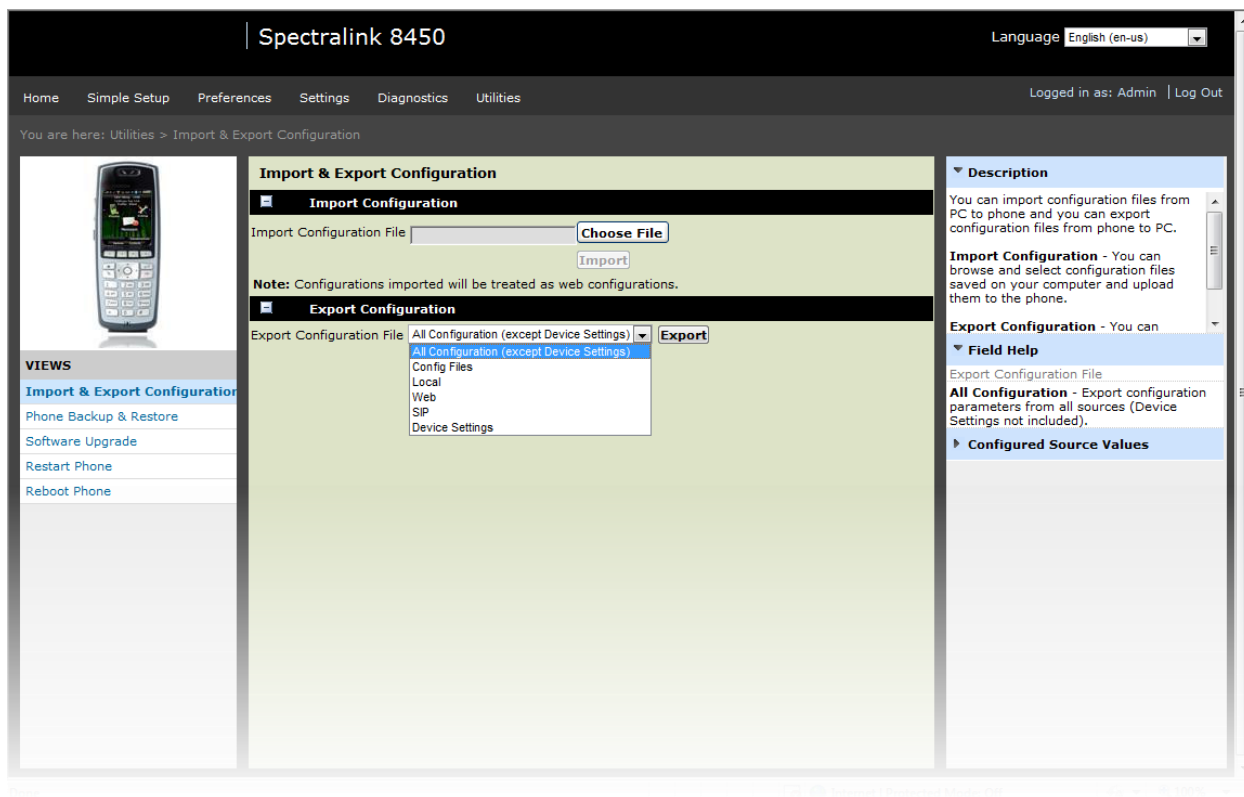 Spectralink 8450
Language English (en-us)
Home Simple Setup Preferences Settings Diagnostics Utilities
Logged in as: Admin | Log Out
You are here: Utilities > Import & Export Configuration
VIEWS
Import & Export Configuration
Phone Backup & Restore
Software Upgrade
Restart Phone
Reboot Phone
Import & Export Configuration
Import Configuration
Import Configuration File Choose File
Import
Note: Configurations imported will be treated as web configurations.
Export Configuration
Export Configuration File All Configuration (except Device Settings) Export
All Configuration (except Device Settings)
Config Files
Local
Web
SIP
Device Settings
Description
You can import configuration files from
PC to phone and you can export
configuration files from phone to PC.
Import Configuration - You can
browse and select configuration files
saved on your computer and upload
them to the phone.
Export Configuration - You can
Field Help
Export Configuration File
All Configuration - Export configuration
parameters from all sources (Device
Settings not included).
Configured Source Values